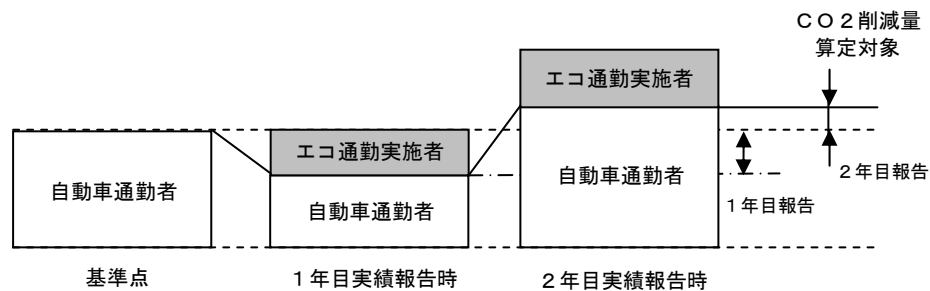 ＣＯ２削減量
算定対象
エコ通勤実施者
エコ通勤実施者
自動車通勤者
自動車通勤者
自動車通勤者
２年目報告
１年目報告
基準点
１年目実績報告時
２年目実績報告時